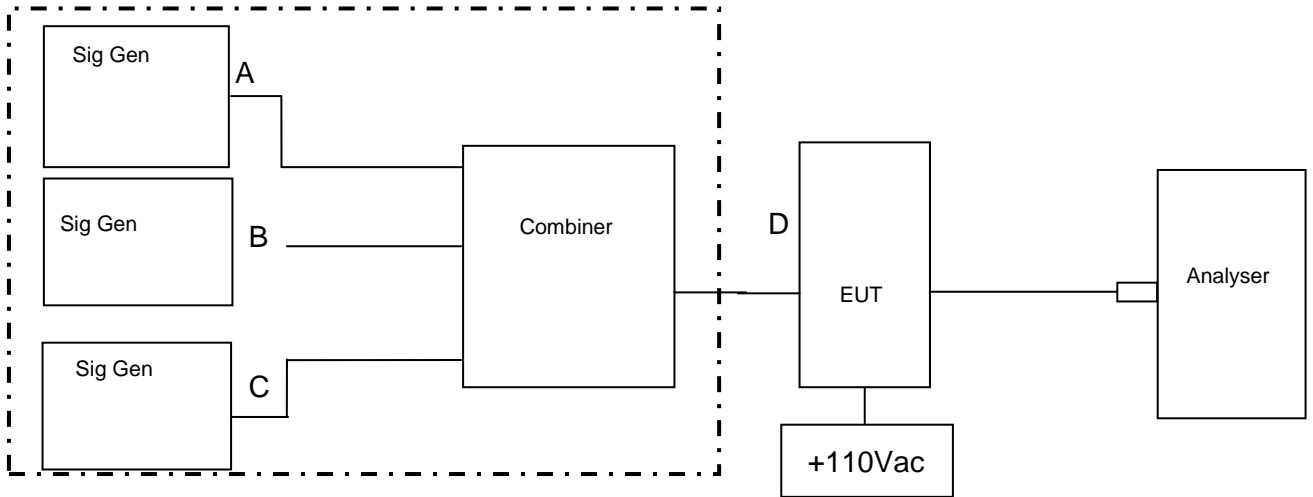 Sig Gen
A
Sig Gen
B
Sig Gen
C
Combiner
D
EUT
+110Vac
Analyser